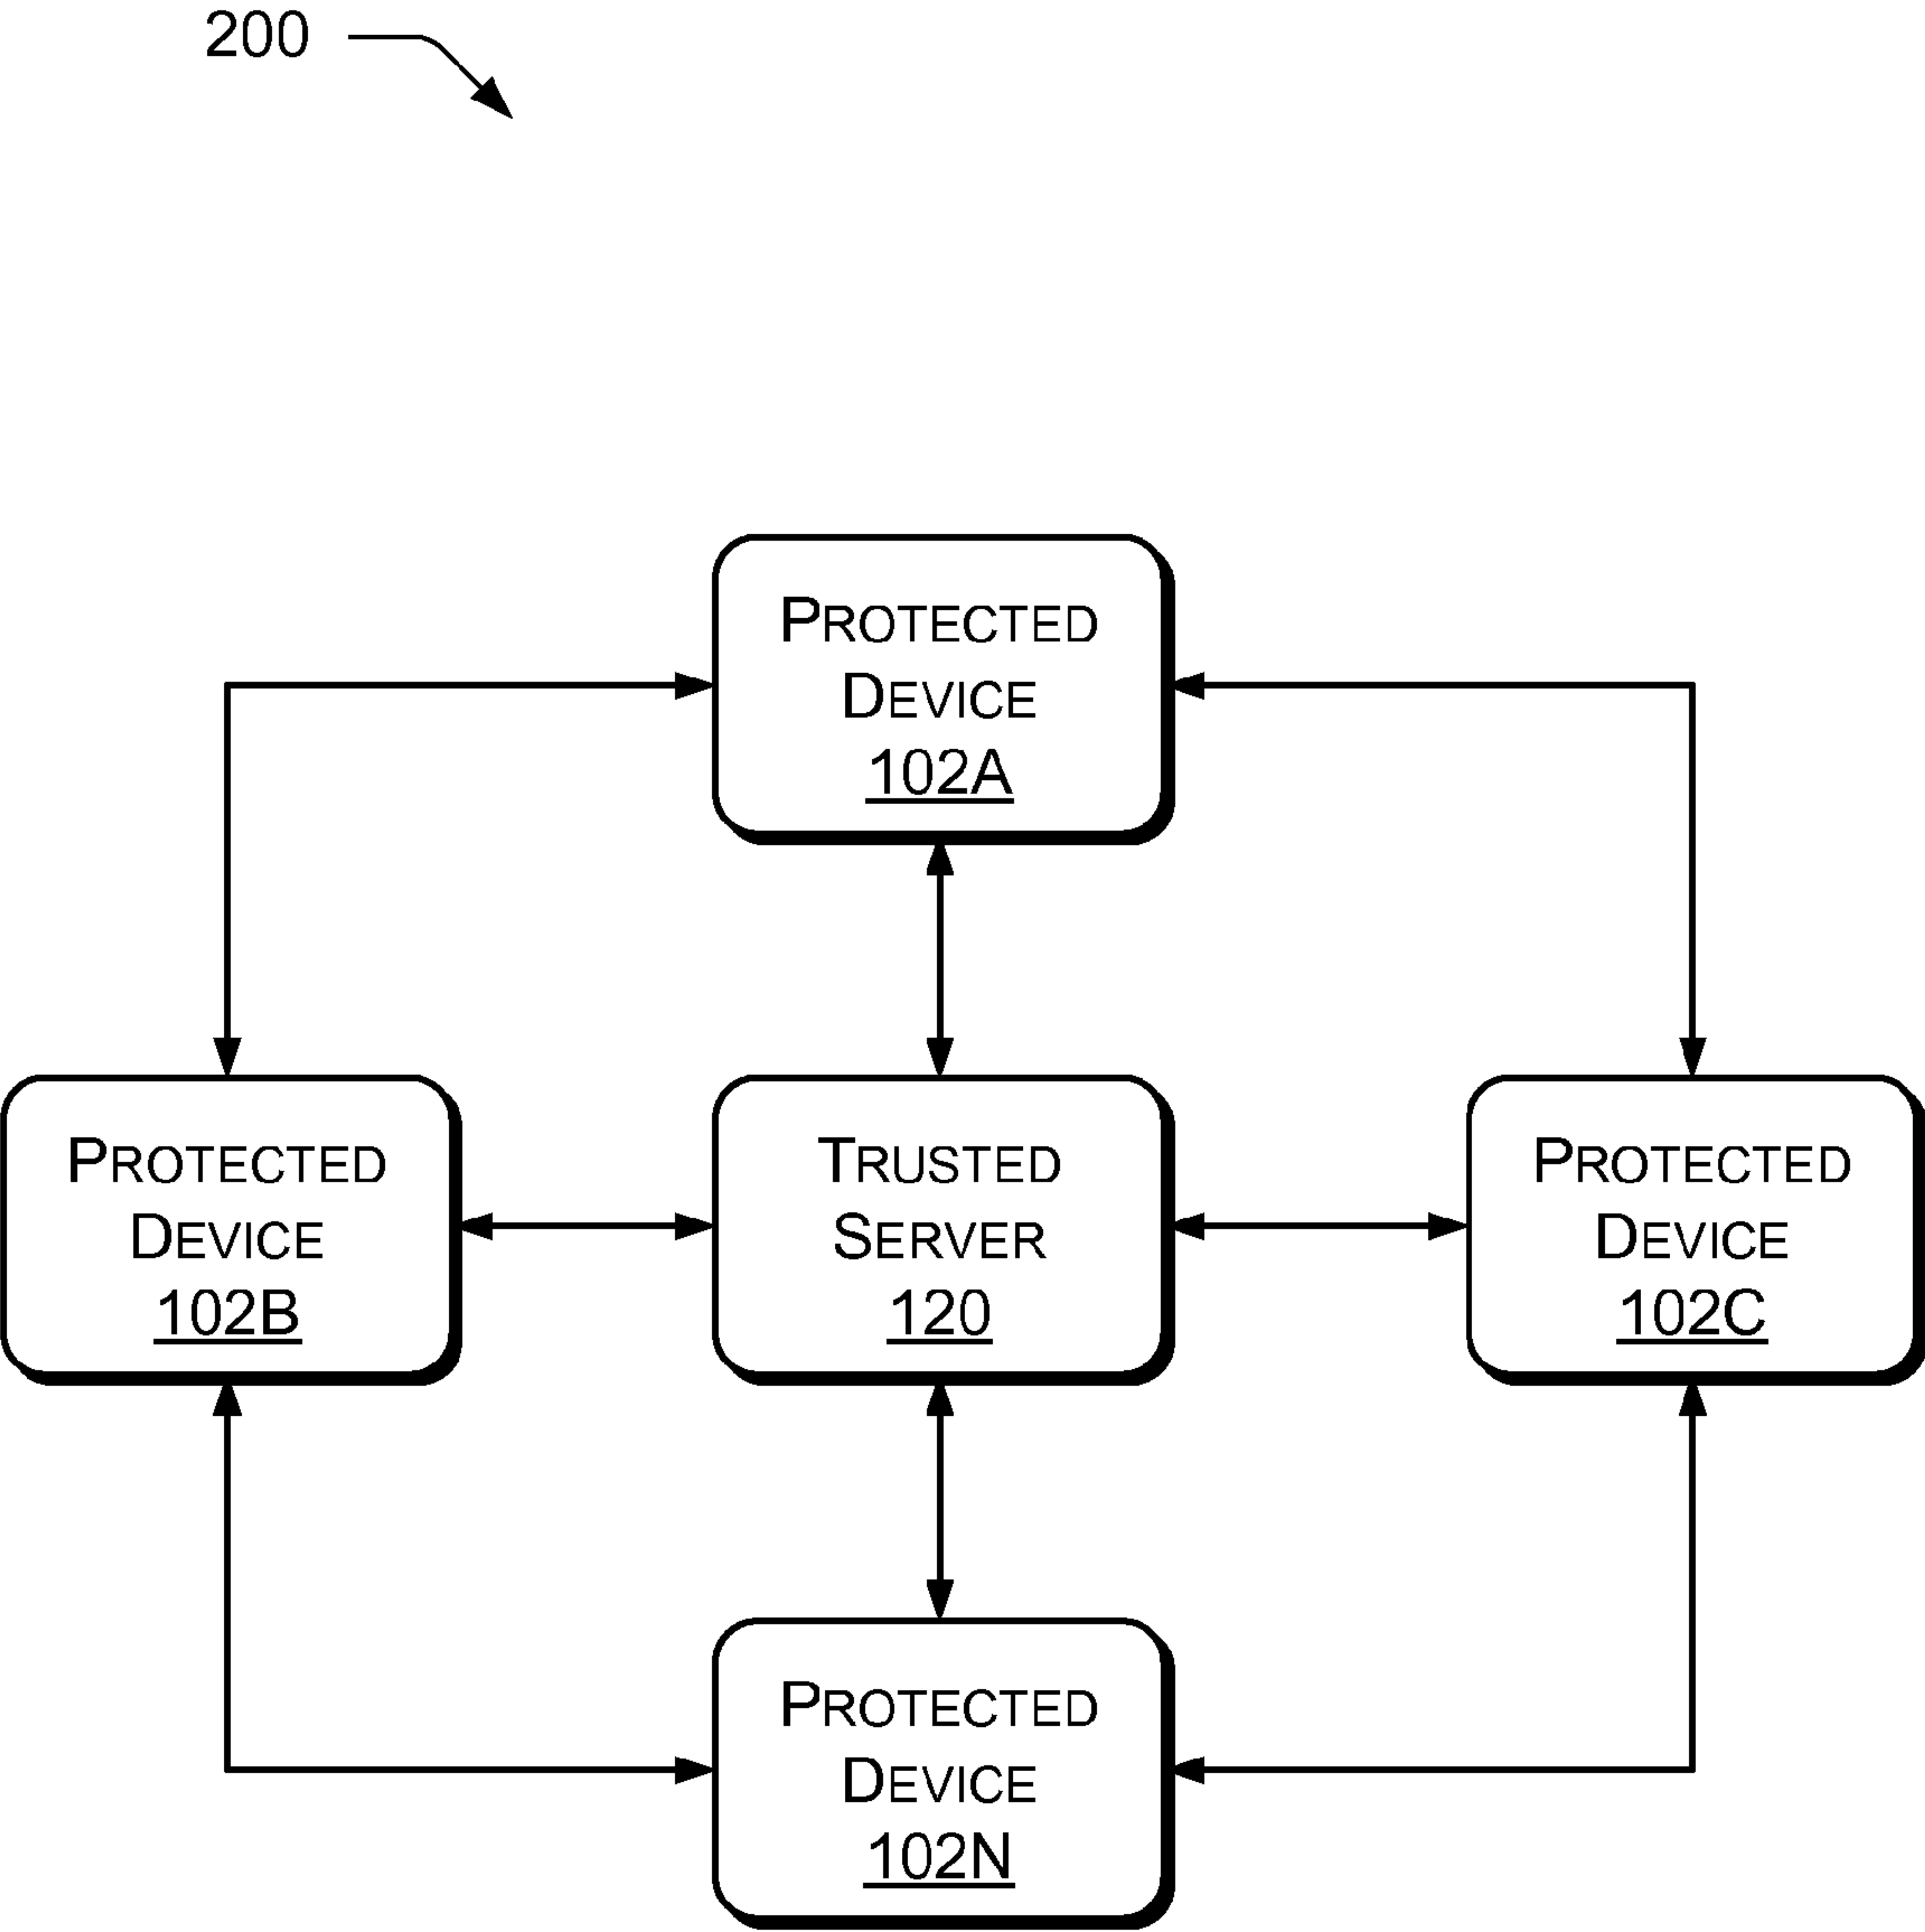 200
PROTECTED
DEVICE
102A
PROTECTED
DEVICE
102B
TRUSTED
SERVER
120
PROTECTED
DEVICE
102C
PROTECTED
DEVICE
102N